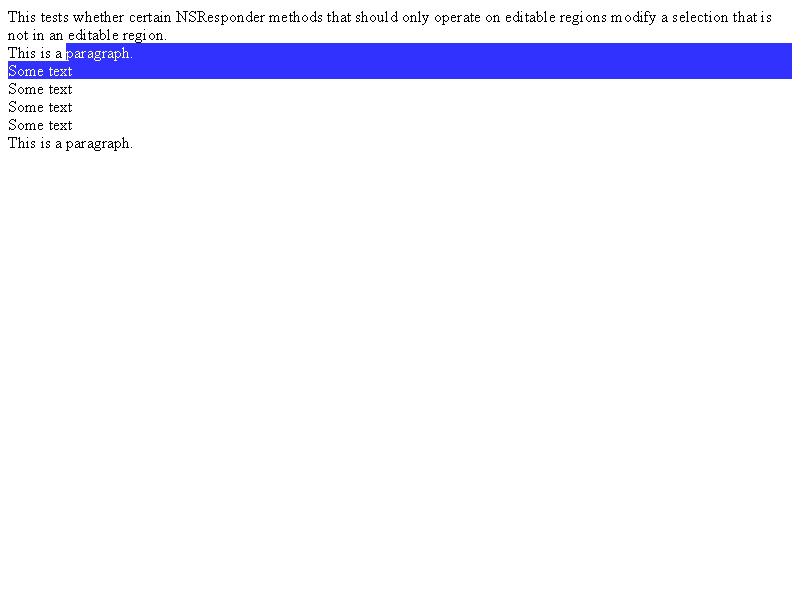 This tests whether certain NSResponder methods that should only operate on editable regions modify a selection that is
not in an editable region.
This is a paragraph.
Some text
Some text
Some text
Some text
This is a paragraph.